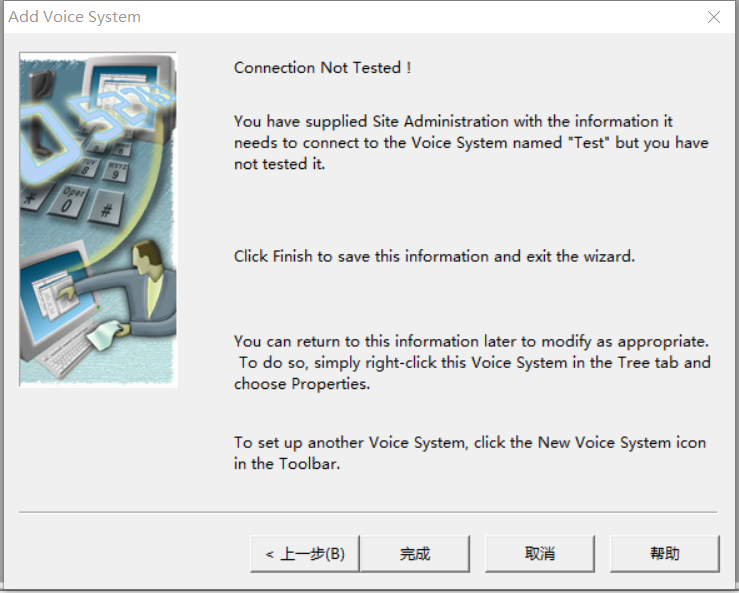 Add Voice System
Connection Not Tested !
You have supplied Site Administration with the information it
needs to connect to the Voice System named "Test" but you have
not tested it.
Click Finish to save this information and exit the wizard.
You can return to this information later to modify as appropriate.
To do so, simply right-click this Voice System in the Tree tab and
choose Properties.
To set up another Voice System, click the New Voice System icon
in the Toolbar.
< 上一步(B)
完成
取消
帮助
8
9
Oper
*
0
#